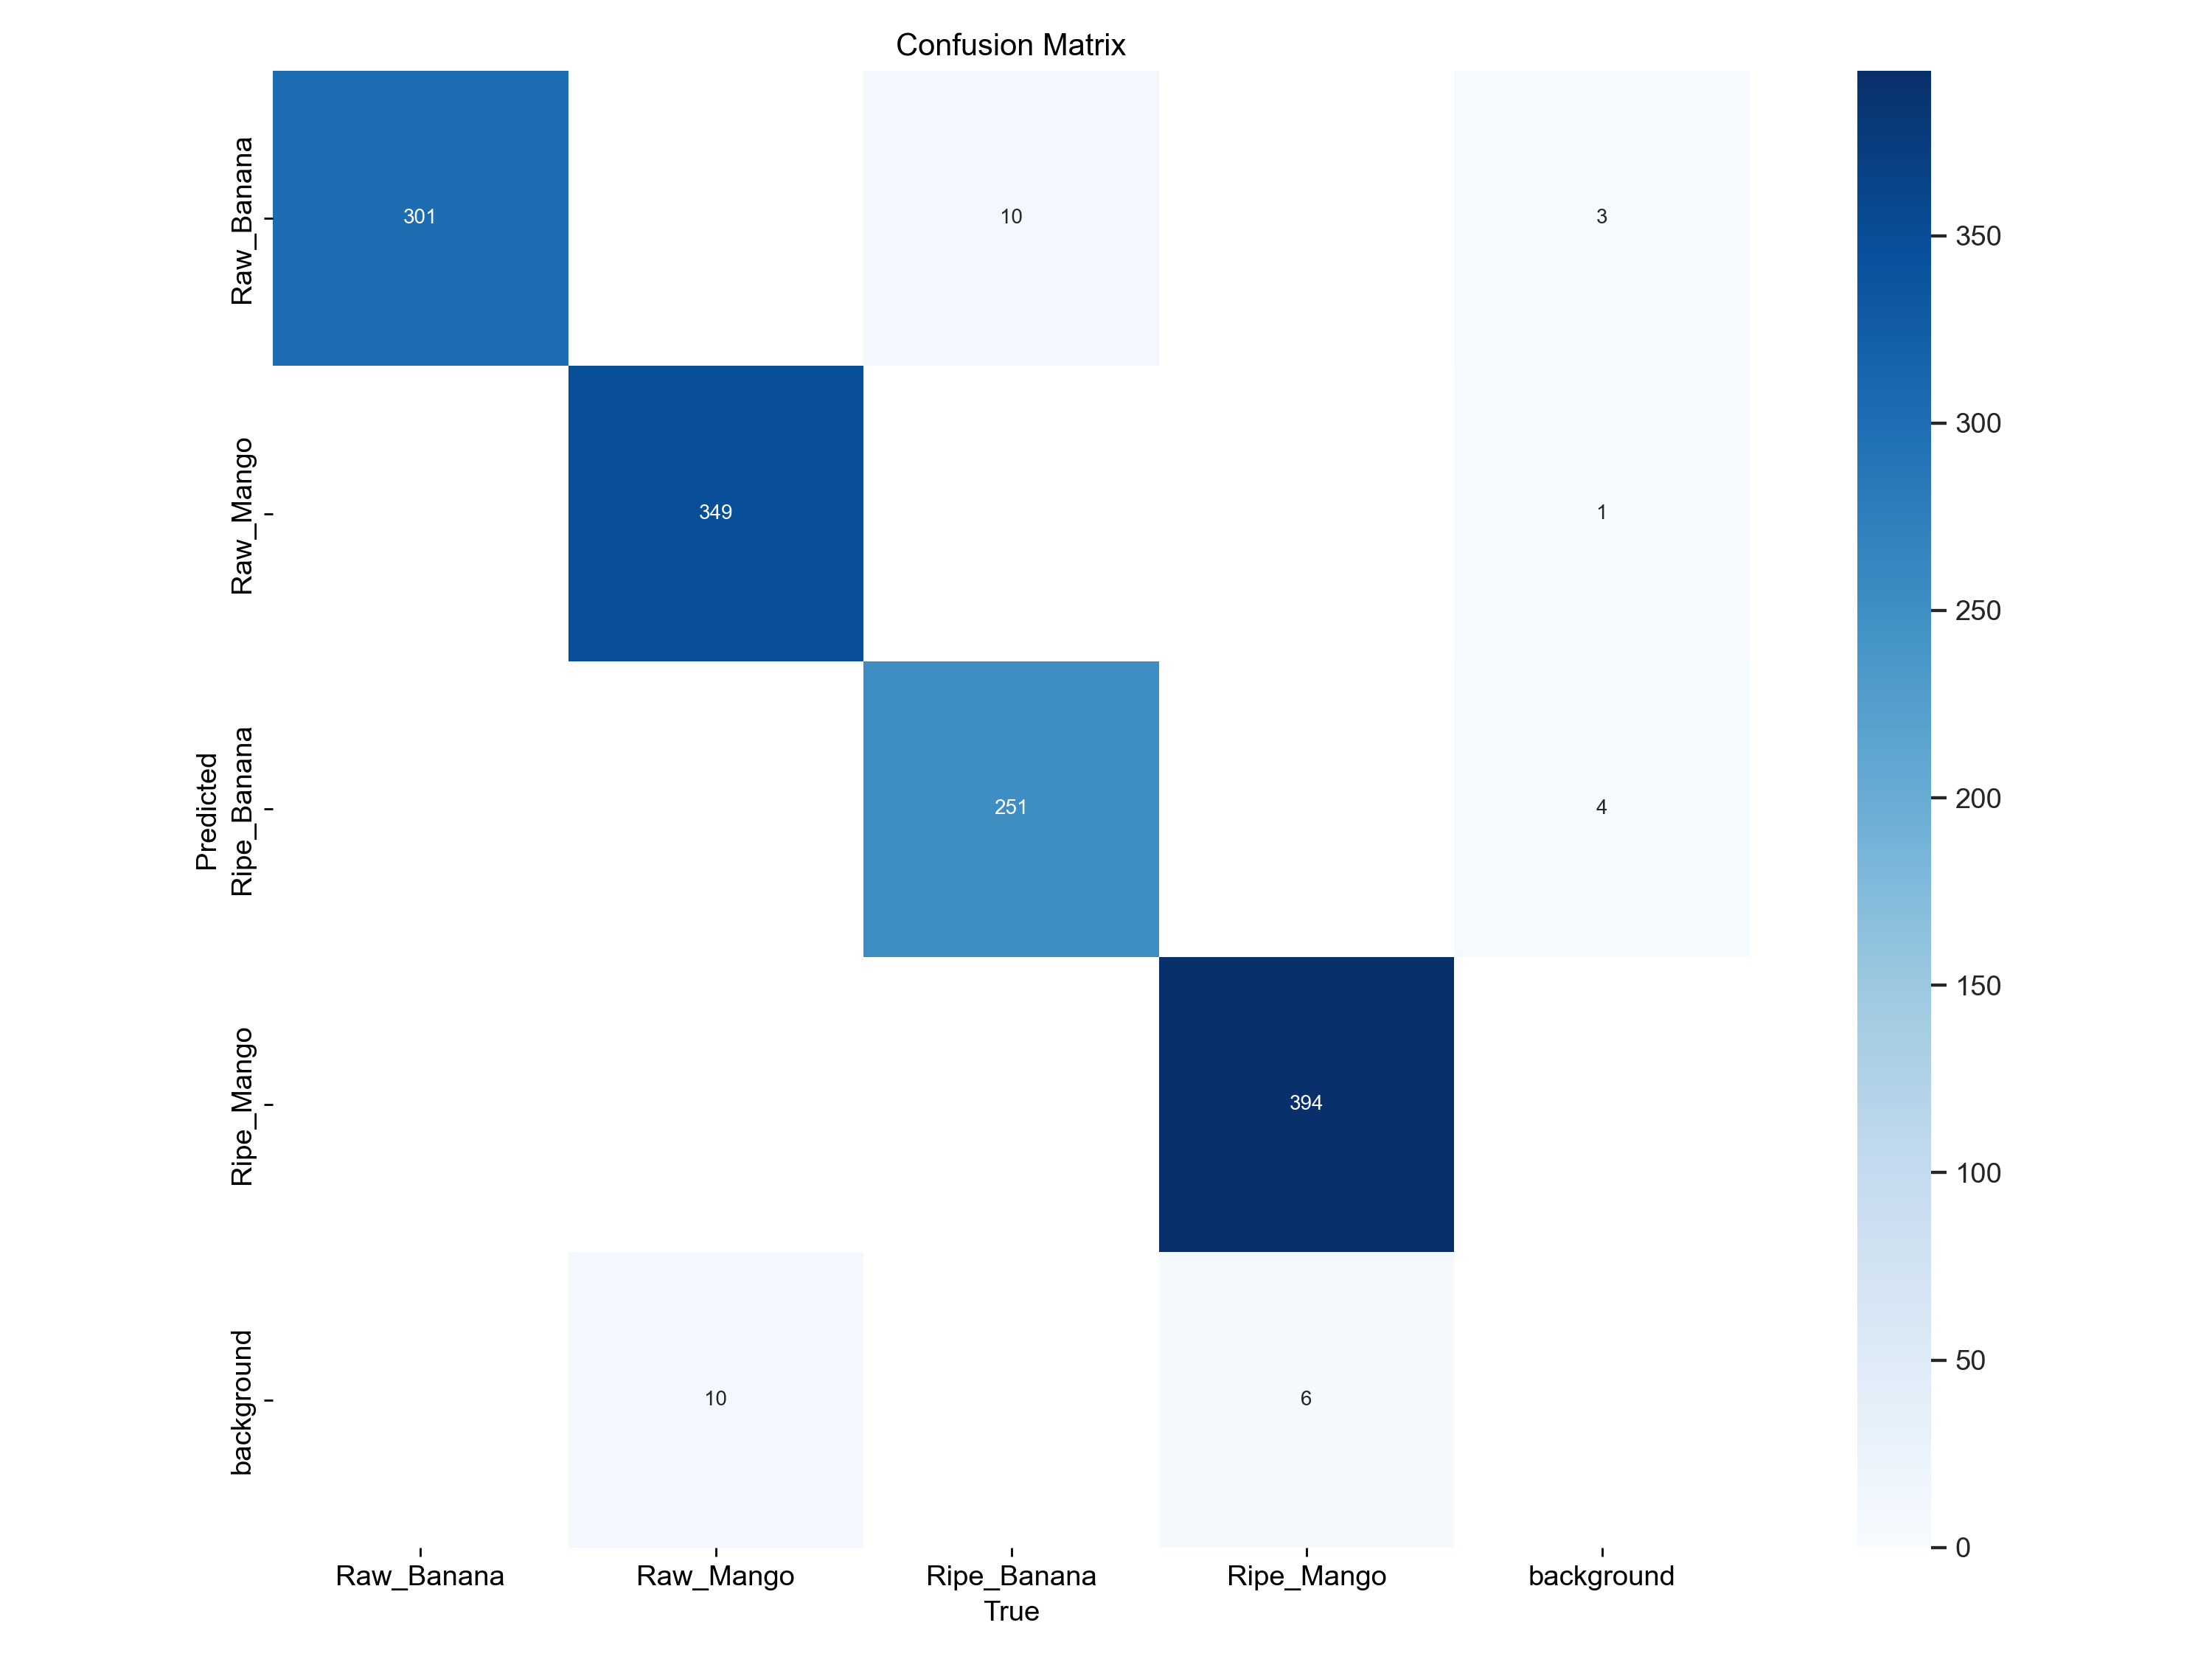 Confusion Matrix
Raw_Banana
301
10
3
Raw_Mango
349
1
Predicted
Ripe_Banana
251
4
Ripe_Mango
394
background
10
6
Raw_Banana
Raw_Mango
Ripe_Banana
Ripe_Mango
background
True
350
300
250
200
150
100
50
0